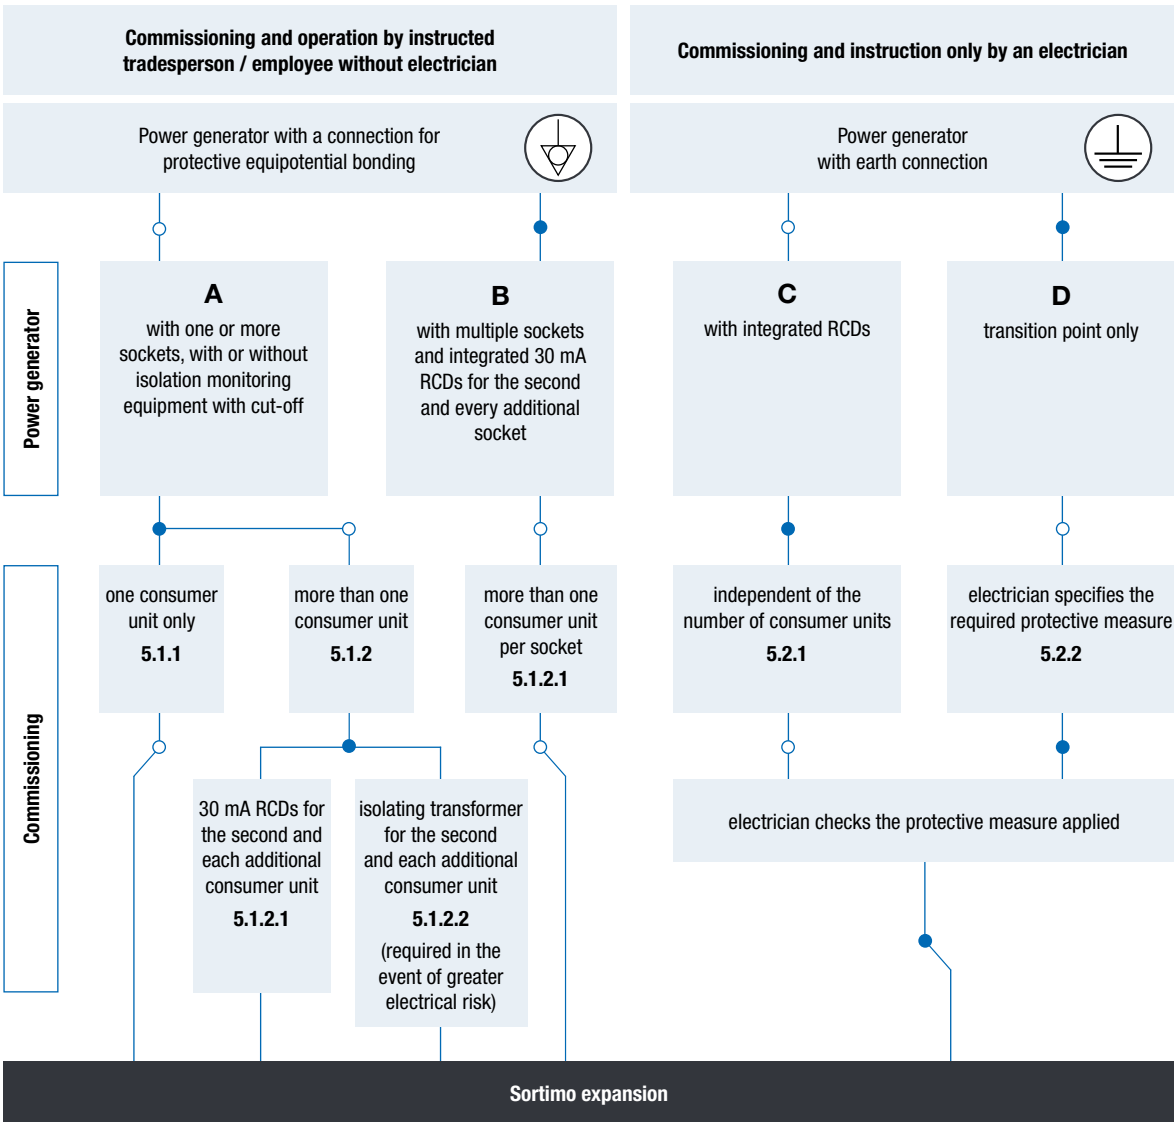 Commissioning and operation by instructed
tradesperson / employee without electrician
Commissioning and instruction only by an electrician
Power generator with a connection for
protective equipotential bonding
Power generator
with earth connection
Power generator
A
with one or more
sockets, with or without
isolation monitoring
equipment with cut-off
B
with multiple sockets
and integrated 30 mA
RCDs for the second
and every additional
socket
C
with integrated RCDs
D
transition point only
Commissioning
one consumer
unit only
5.1.1
more than one
consumer unit
5.1.2
more than one
consumer unit
per socket
5.1.2.1
independent of the
number of consumer units
5.2.1
electrician specifies the
required protective measure
5.2.2
30 mA RCDs for
the second and
each additional
consumer unit
5.1.2.1
isolating transformer
for the second
and each additional
consumer unit
5.1.2.2
(required in the
event of greater
electrical risk)
electrician checks the protective measure applied
Sortimo expansion